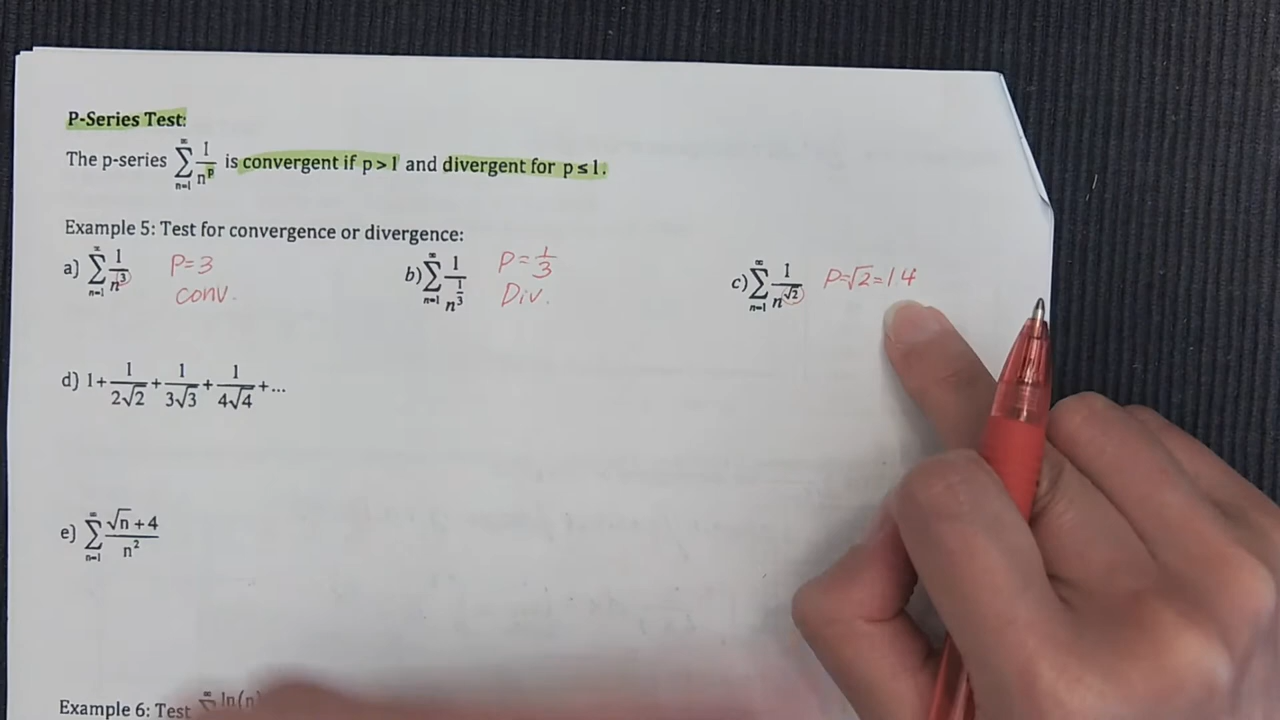 P-Series Test:
The p-series ∑_{n=1}^{∞} 1/n^p is convergent if p > 1 and divergent for p ≤ 1.
Example 5: Test for convergence or divergence:
a) ∑_{n=1}^{∞} 1/n^3 P=3 b) ∑_{n=1}^{∞} 1/n^{1/3} P=1/3 c) ∑_{n=1}^{∞} 1/n^{√2} P=√2=1.4
conv. Div.
d) 1+1/(2√2)+1/(3√3)+1/(4√4)+...
e) ∑_{n=1}^{∞} (√n+4)/n^2
Example 6: Test ∑ ln(n)